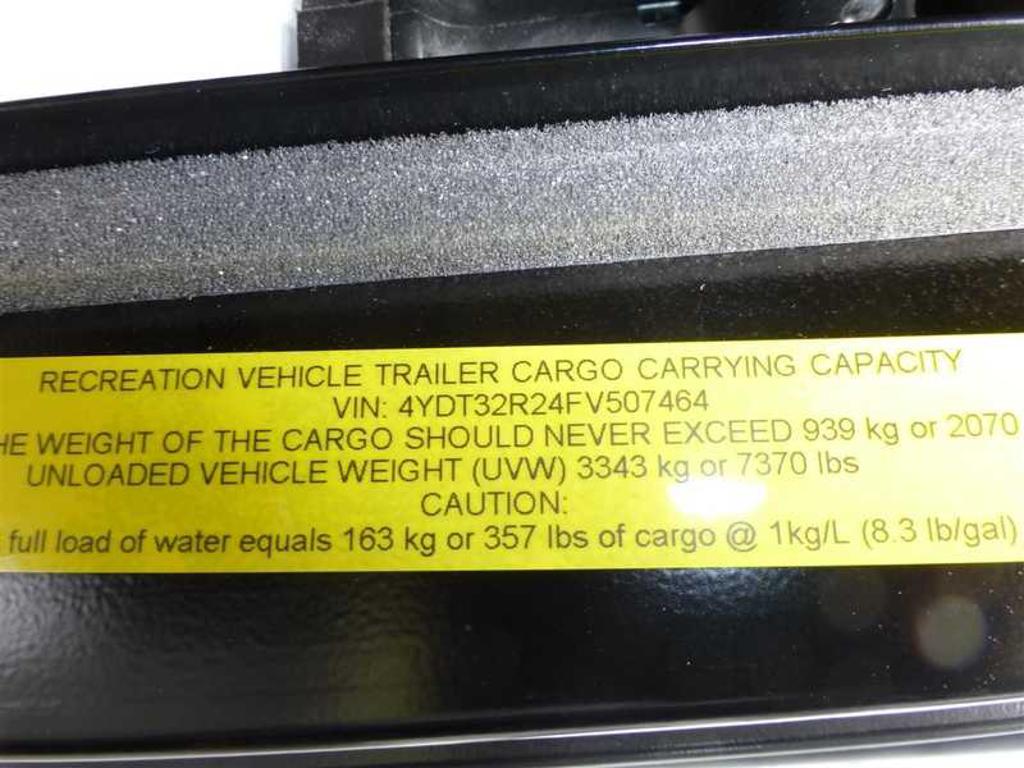 RECREATION VEHICLE TRAILER CARGO CARRYING CAPACITY
VIN: 4YDT32R24FV507464
HE WEIGHT OF THE CARGO SHOULD NEVER EXCEED 939 kg or 2070
UNLOADED VEHICLE WEIGHT (UVW) 3343 kg or 7370 lbs
CAUTION:
full load of water equals 163 kg or 357 lbs of cargo @ 1kg/L (8.3 lb/gal)